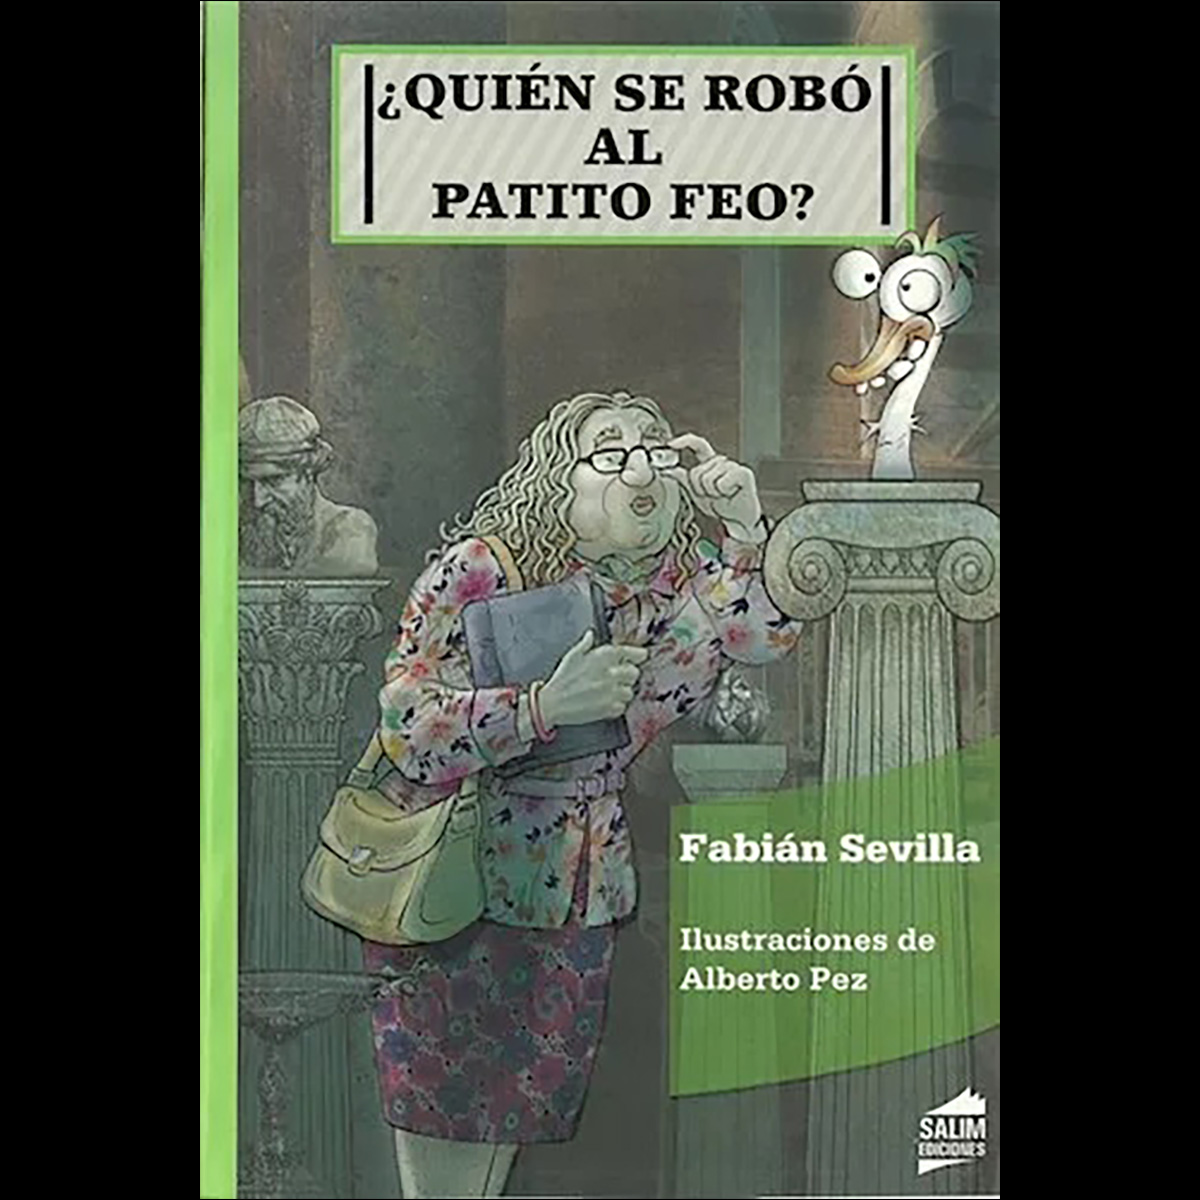 ¿QUIÉN SE ROBÓ
AL
PATITO FEO?
Fabián Sevilla
Ilustraciones de
Alberto Pez
SALIM
EDICIONES